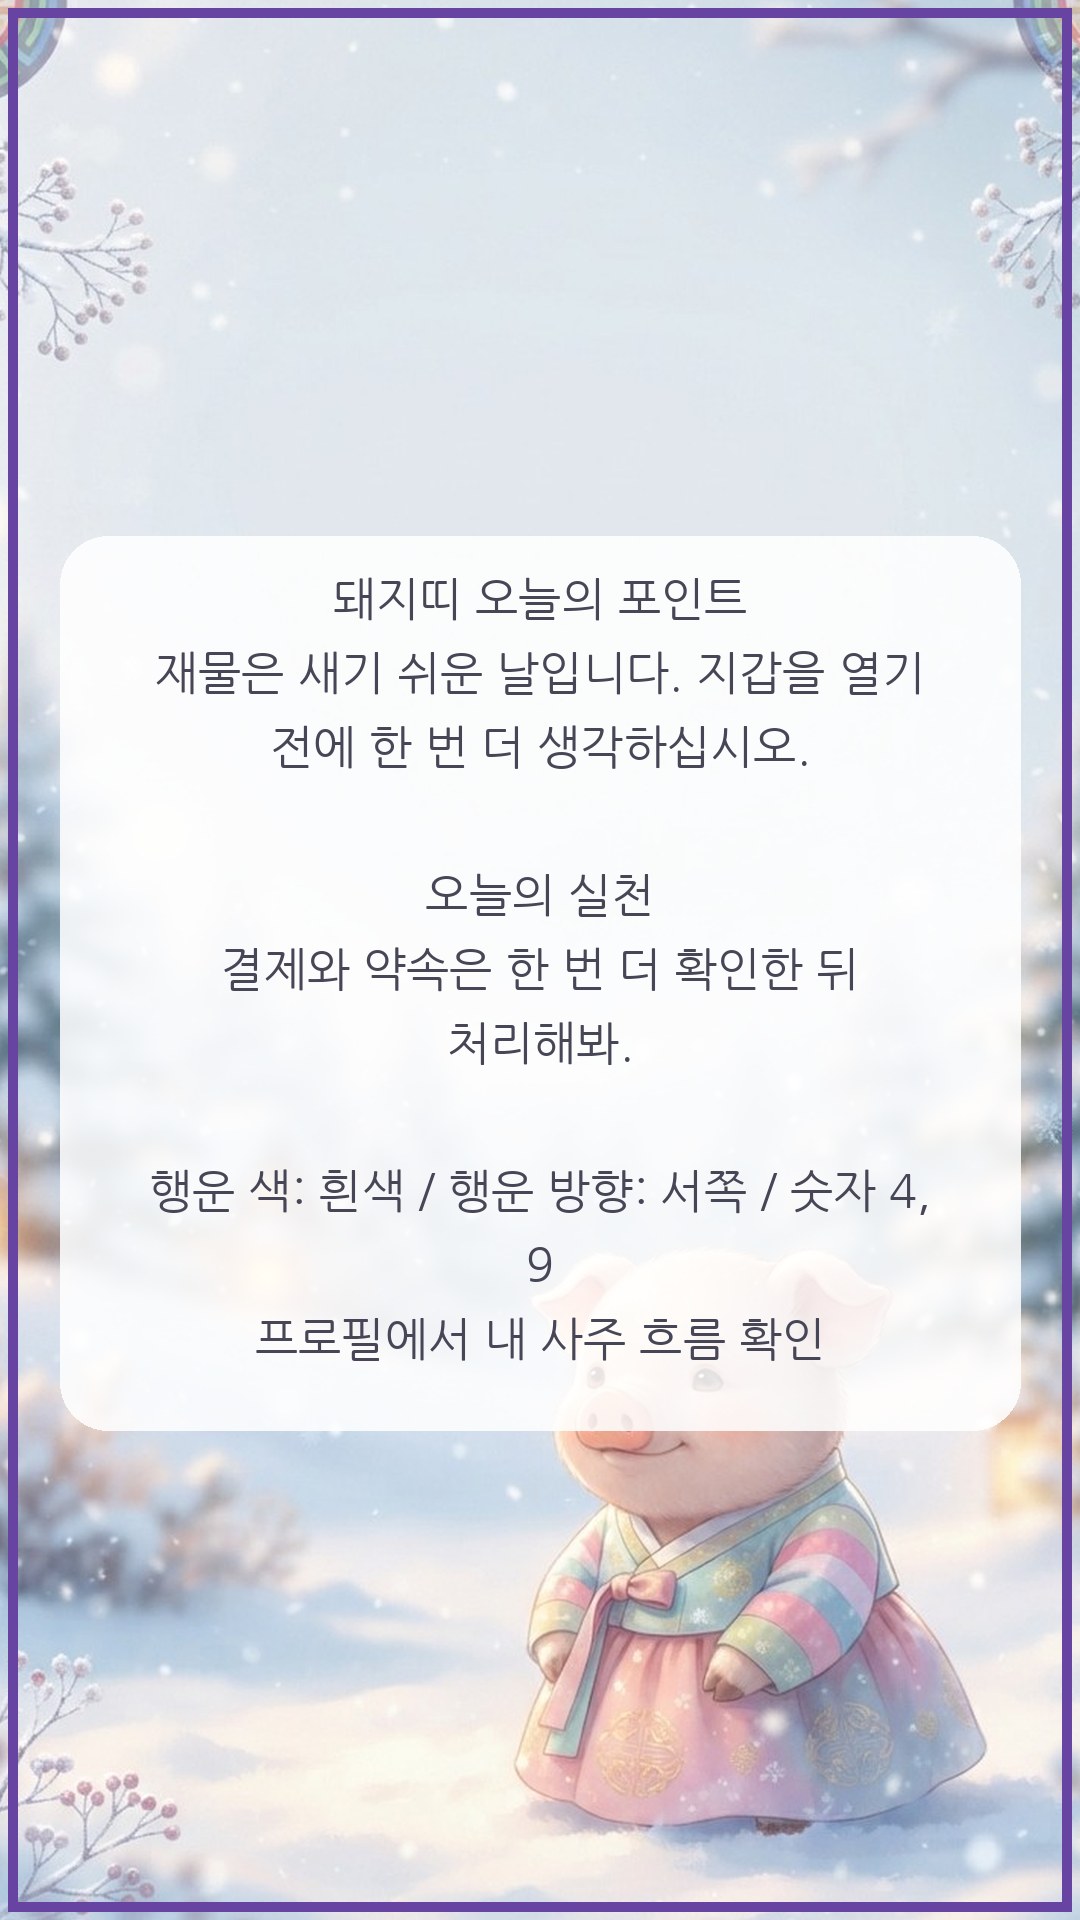 돼지띠 오늘의 포인트
재물은 새기 쉬운 날입니다. 지갑을 열기
전에 한 번 더 생각하십시오.
오늘의 실천
결제와 약속은 한 번 더 확인한 뒤
처리해봐.
행운 색: 흰색 / 행운 방향: 서쪽 / 숫자 4,
9
프로필에서 내 사주 흐름 확인